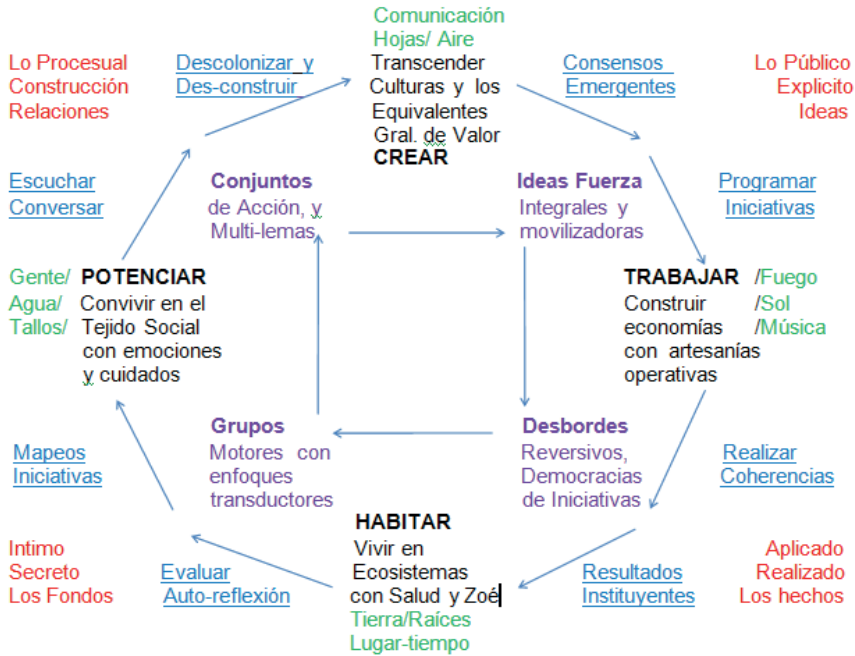 Comunicación
Hojas/ Aire
Transcender
Culturas y los
Equivalentes
Gral. de Valor
CREAR
Lo Procesual
Construcción
Relaciones
Descolonizar y
Des-construir
Consensos
Emergentes
Lo Público
Explicito
Ideas
Escuchar
Conversar
Conjuntos
de Acción, y
Multi-lemas
Ideas Fuerza
Integrales y
movilizadoras
Programar
Iniciativas
Gente/ POTENCIAR
Agua/ Convivir en el
Tallos/ Tejido Social
con emociones
y cuidados
TRABAJAR /Fuego
Construir /Sol
economías /Música
con artesanías
operativas
Mapeos
Iniciativas
Grupos
Motores con
enfoques
transductores
Desbordes
Reversivos,
Democracias
de Iniciativas
Realizar
Coherencias
Intimo
Secreto
Los Fondos
Evaluar
Auto-reflexión
HABITAR
Vivir en
Ecosistemas
con Salud y Zoé
Tierra/Raíces
Lugar-tiempo
Resultados
Instituyentes
Aplicado
Realizado
Los hechos